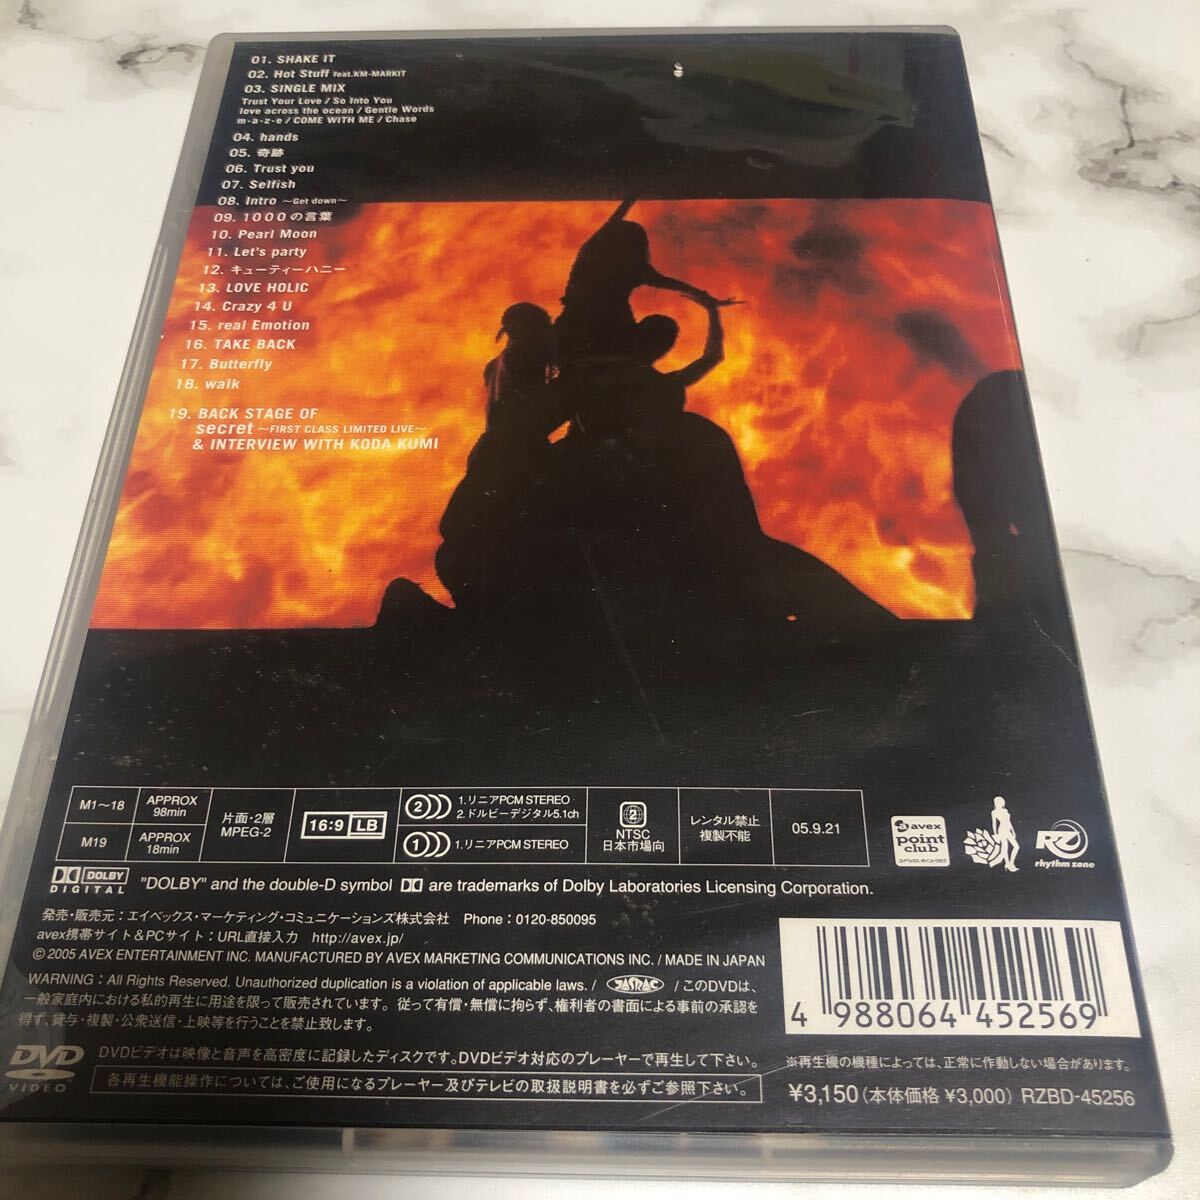 01. SHAKE IT
02. Hot Stuff feat.KM-MARKIT
03. SINGLE MIX
Trust Your Love / So Into You
love across the ocean / Gentle Words
m・a・z・e / COME WITH ME / Chase
04. hands
05. 奇跡
06. Trust you
07. Selfish
08. Intro ～Get down～
09. 1000の言葉
10. Pearl Moon
11. Let's party
12. キューティーハニー
13. LOVE HOLIC
14. Crazy 4 U
15. real Emotion
16. TAKE BACK
17. Butterfly
18. walk
19. BACK STAGE OF
secret ～FIRST CLASS LIMITED LIVE～
& INTERVIEW WITH KODA KUMI
M1～18
APPROX
98min
M19
APPROX
18min
片面・2層
MPEG-2
16:9 LB
2
1.リニアPCM STEREO
2.ドルビーデジタル5.1ch
1
1.リニアPCM STEREO
2
NTSC
日本市場向
レンタル禁止
複製不能
05.9.21
avex
point
club
エイベックス ポイントクラブ
rhythm zone
DOLBY
DIGITAL
"DOLBY" and the double-D symbol are trademarks of Dolby Laboratories Licensing Corporation.
発売・販売元：エイベックス・マーケティング・コミュニケーションズ株式会社 Phone：0120-850095
avex携帯サイト＆PCサイト：URL直接入力 http://avex.jp/
© 2005 AVEX ENTERTAINMENT INC. MANUFACTURED BY AVEX MARKETING COMMUNICATIONS INC. / MADE IN JAPAN
WARNING : All Rights Reserved. Unauthorized duplication is a violation of applicable laws. / JASRAC / このDVDは、
一般家庭内における私的再生に用途を限って販売されています。従って有償・無償に拘らず、権利者の書面による事前の承認を
得ず、貸与・複製・公衆送信・上映等を行うことを禁止致します。
4 988064 452569
DVD
VIDEO
DVDビデオは映像と音声を高密度に記録したディスクです。DVDビデオ対応のプレーヤーで再生して下さい。
各再生機能操作については、ご使用になるプレーヤー及びテレビの取扱説明書を必ずご参照下さい。
※再生機の機種によっては、正常に作動しない場合があります。
¥3,150（本体価格 ¥3,000） RZBD-45256